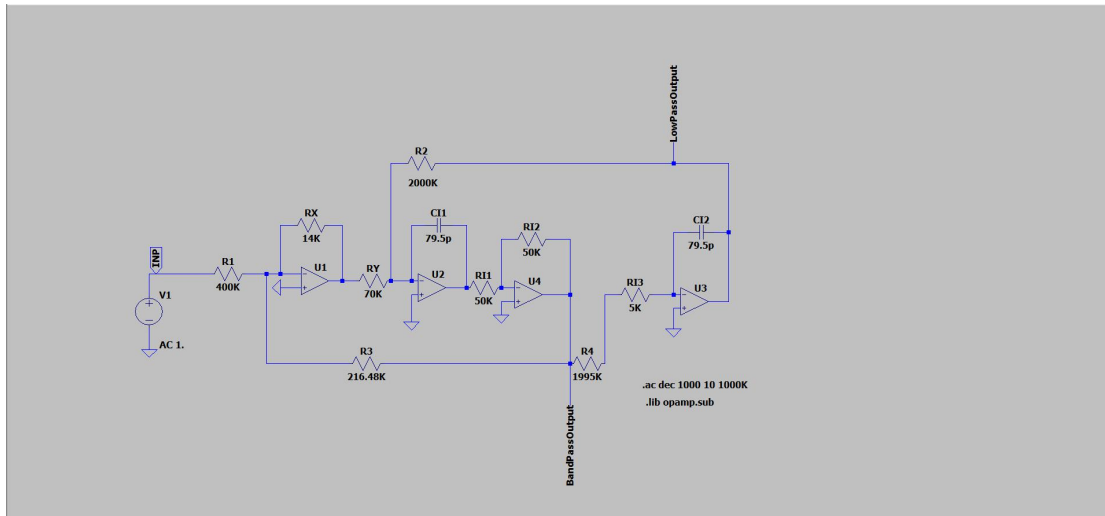 LowPassOutput
R2
2000K
RX
14K
CI1
79.5p
RI2
50K
CI2
79.5p
INP
R1
400K
U1
RY
70K
U2
RI1
50K
U4
RI3
5K
U3
V1
AC 1.
R3
216.48K
R4
1995K
.ac dec 1000 10 1000K
.lib opamp.sub
BandPassOutput